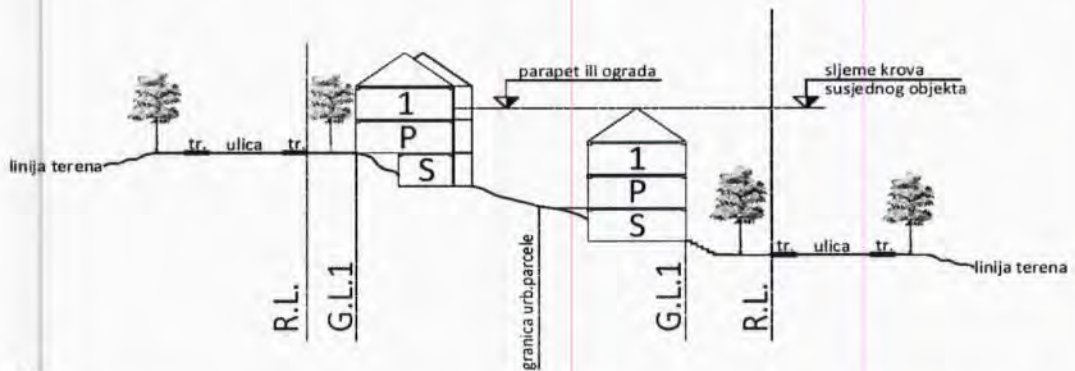 parapet ili ograda
sljeme krova
susjednog objekta
1
P
S
tr. ulica tr.
linija terena
1
P
S
tr. ulica tr.
linija terena
R.L.
G.L.1
granica urb.parcele
G.L.1
R.L.